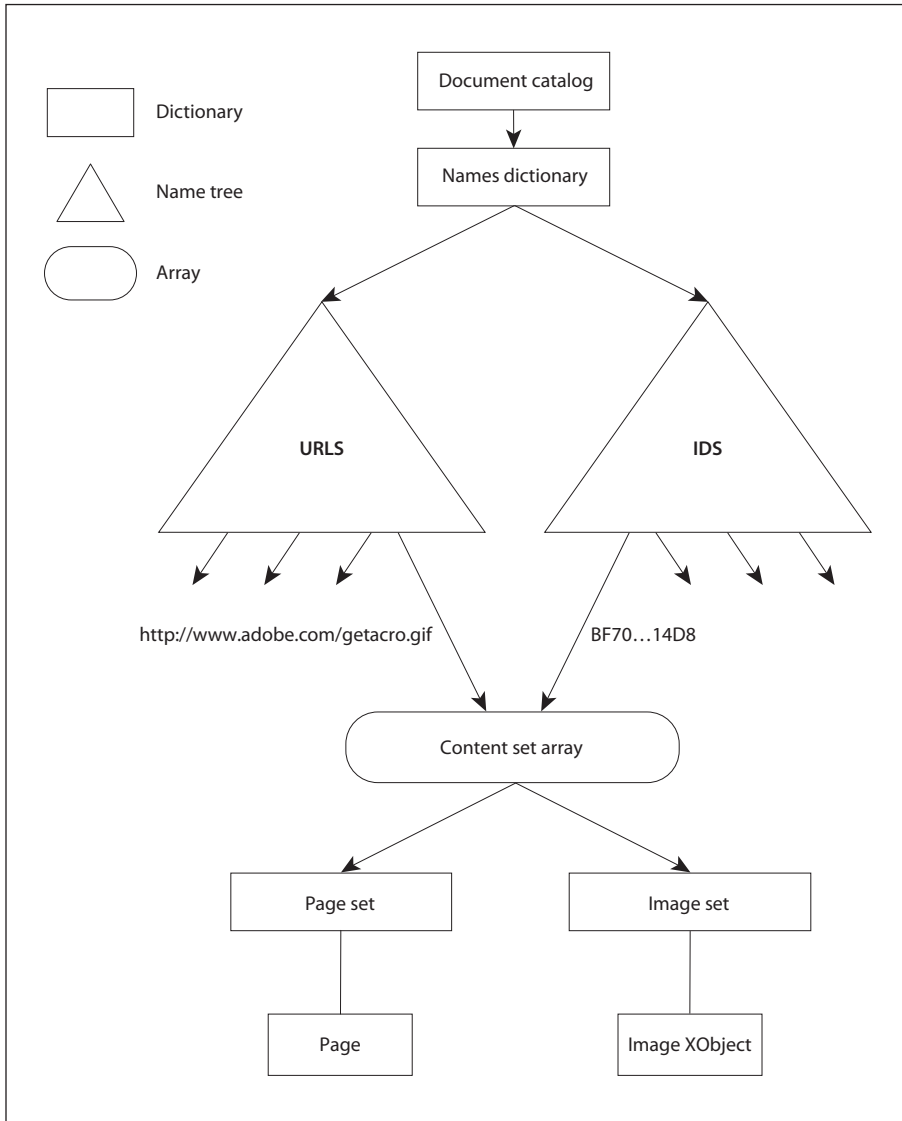 Document catalog
Dictionary
Names dictionary
Name tree
Array
URLS
IDS
http://www.adobe.com/getacro.gif
BF70…14D8
Content set array
Page set
Image set
Page
Image XObject